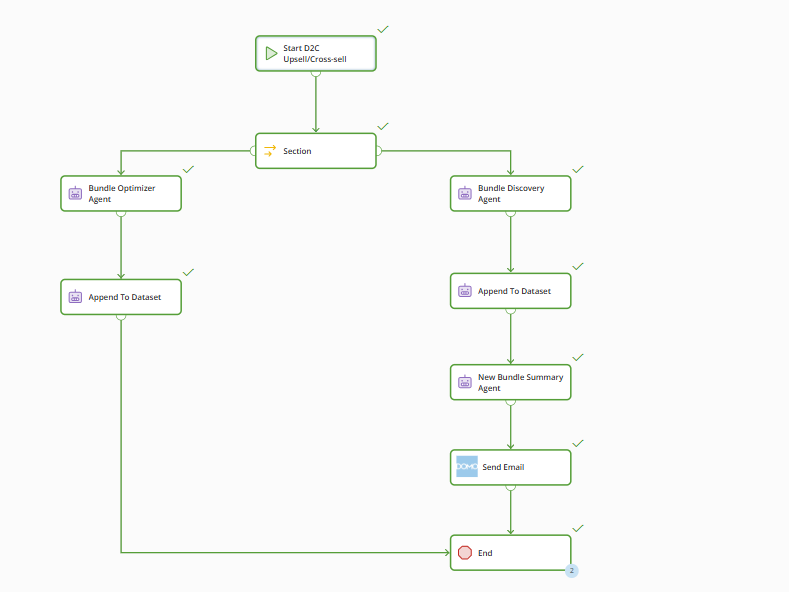 Start D2C
Upsell/Cross-sell
Section
Bundle Optimizer
Agent
Bundle Discovery
Agent
Append To Dataset
Append To Dataset
New Bundle Summary
Agent
DOMO
Send Email
End
2